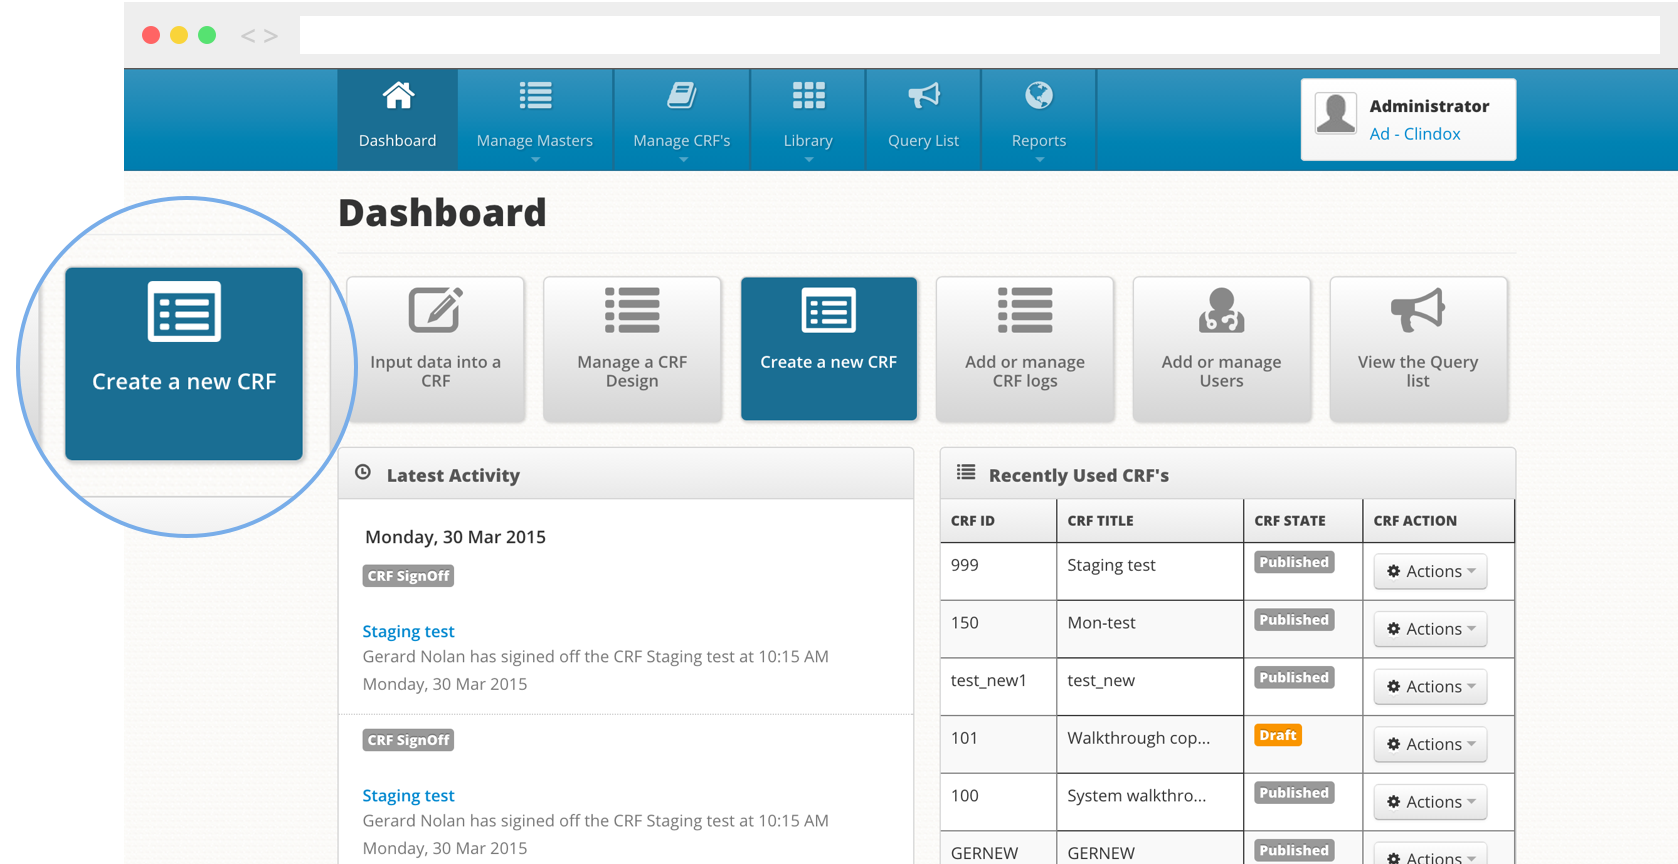 < >
Dashboard
Manage Masters
Manage CRF's
Library
Query List
Reports
Administrator
Ad - Clindox
Dashboard
Create a new CRF
Input data into a
CRF
Manage a CRF
Design
Create a new CRF
Add or manage
CRF logs
Add or manage
Users
View the Query
list
Latest Activity
Monday, 30 Mar 2015
CRF SignOff
Staging test
Gerard Nolan has sigined off the CRF Staging test at 10:15 AM
Monday, 30 Mar 2015
CRF SignOff
Staging test
Gerard Nolan has sigined off the CRF Staging test at 10:15 AM
Monday, 30 Mar 2015
Recently Used CRF's
CRF ID CRF TITLE CRF STATE CRF ACTION
999 Staging test Published Actions
150 Mon-test Published Actions
test_new1 test_new Published Actions
101 Walkthrough cop... Draft Actions
100 System walkthro... Published Actions
GERNEW GERNEW Published Actions